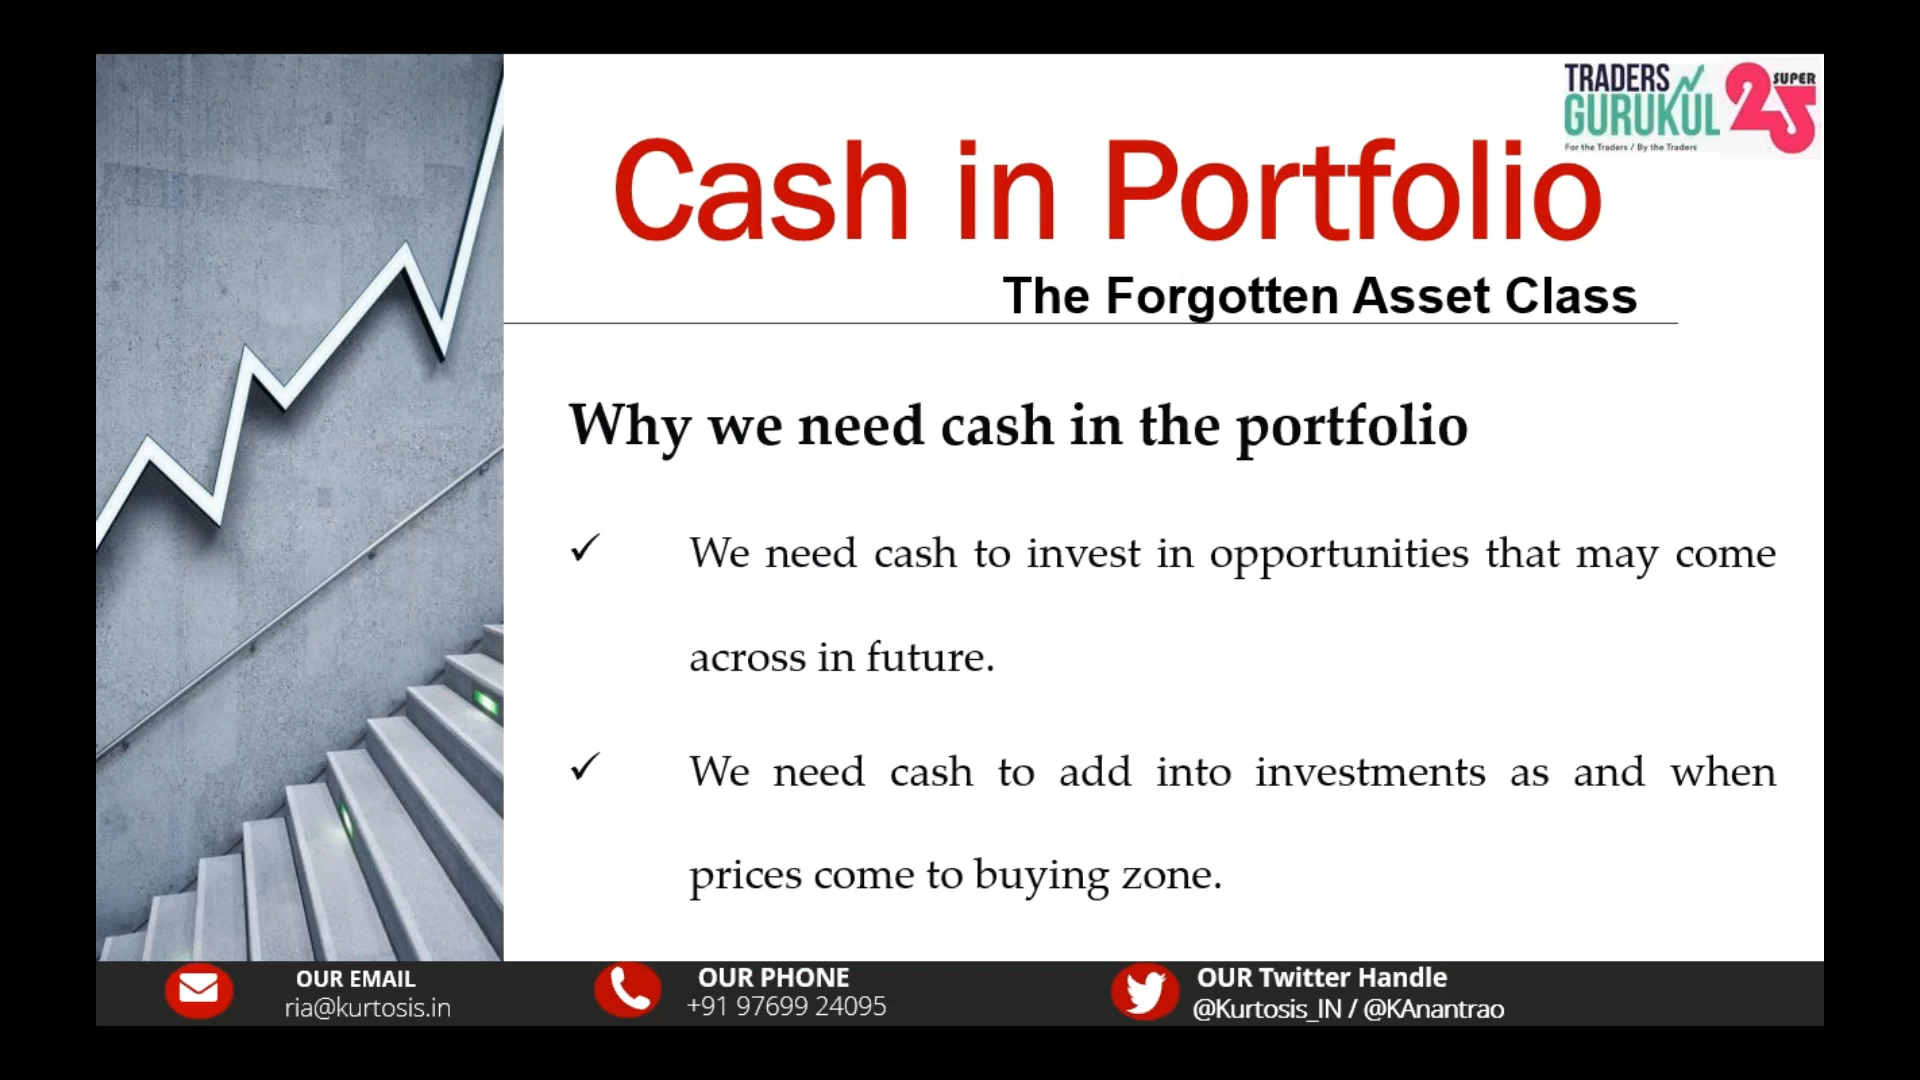 TRADERS
GURUKUL
For the Traders / By the Traders
SUPER
25
Cash in Portfolio
The Forgotten Asset Class
Why we need cash in the portfolio
✓ We need cash to invest in opportunities that may come
across in future.
✓ We need cash to add into investments as and when
prices come to buying zone.
OUR EMAIL
ria@kurtosis.in
OUR PHONE
+91 97699 24095
OUR Twitter Handle
@Kurtosis_IN / @KAnantrao